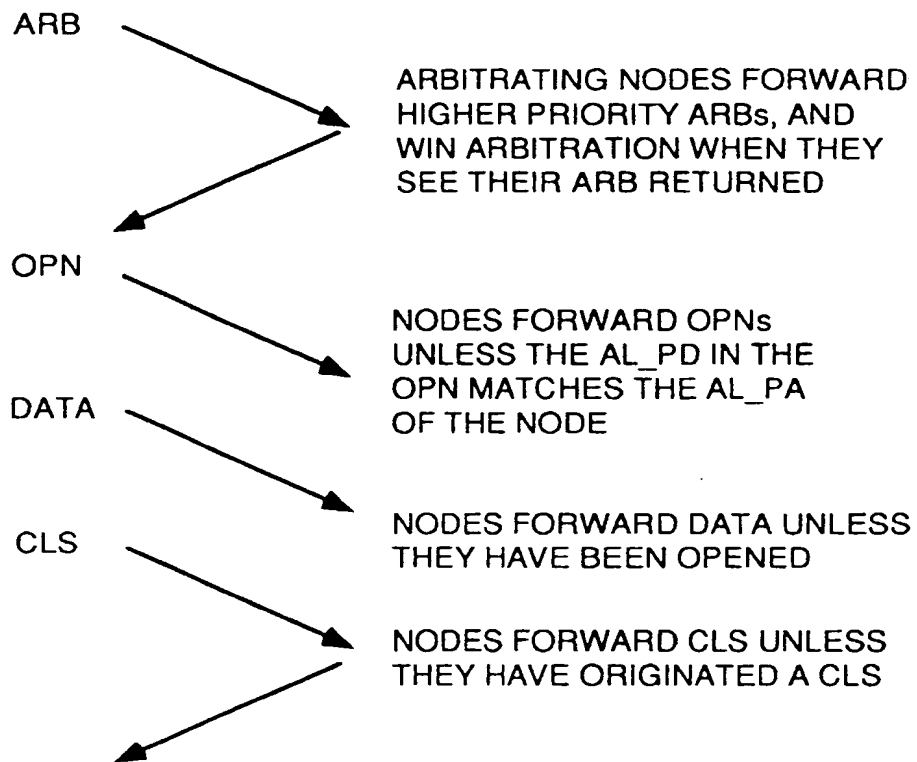 ARB
ARBITRATING NODES FORWARD
HIGHER PRIORITY ARBs, AND
WIN ARBITRATION WHEN THEY
SEE THEIR ARB RETURNED
OPN
NODES FORWARD OPNs
UNLESS THE AL_PD IN THE
OPN MATCHES THE AL_PA
OF THE NODE
DATA
NODES FORWARD DATA UNLESS
THEY HAVE BEEN OPENED
CLS
NODES FORWARD CLS UNLESS
THEY HAVE ORIGINATED A CLS